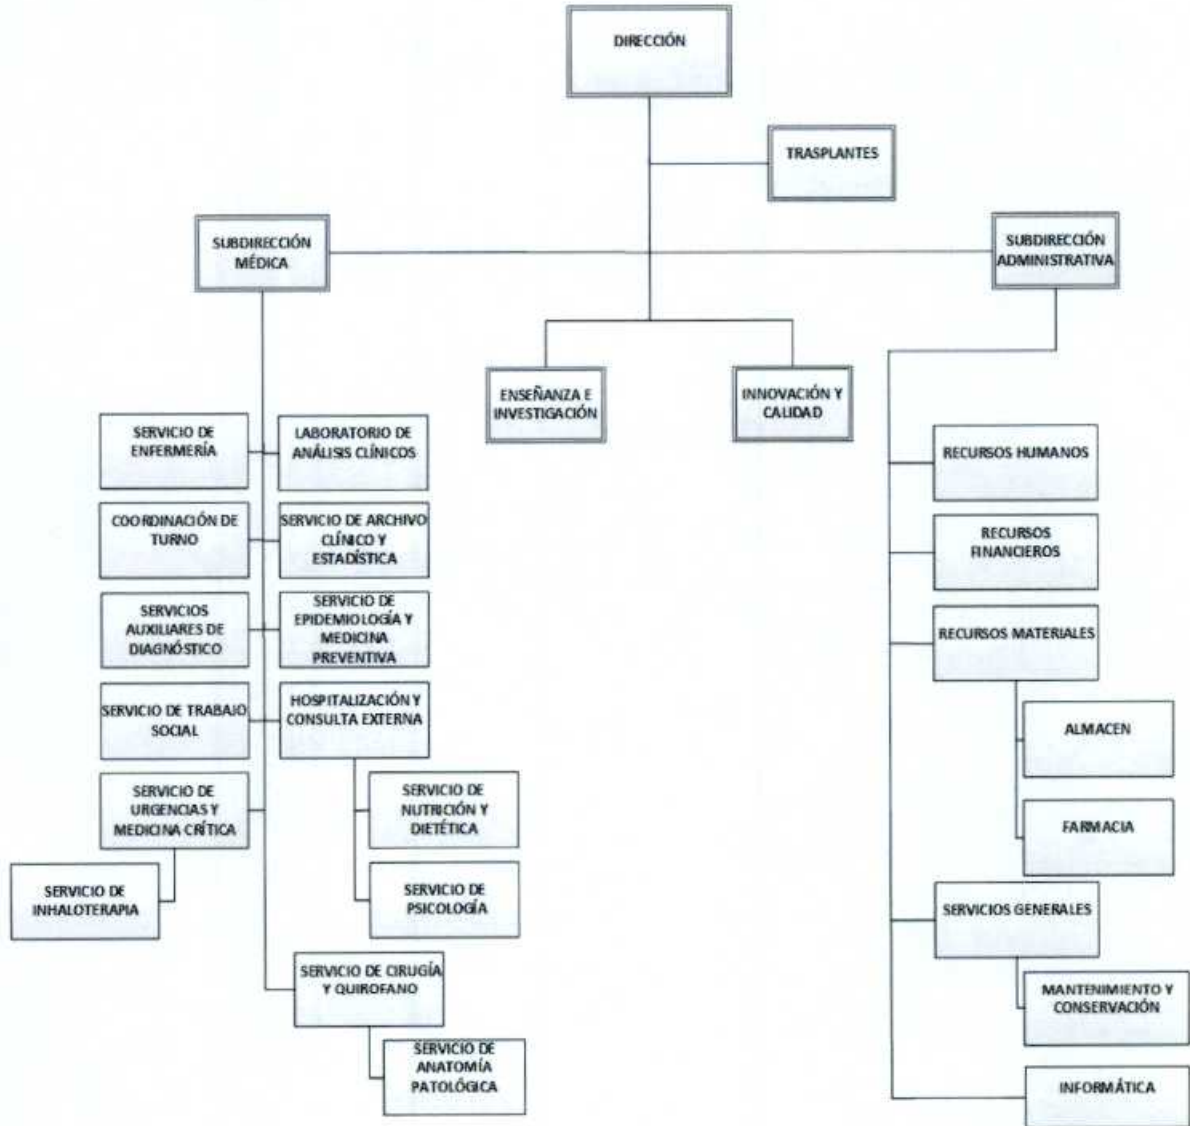 DIRECCIÓN
TRASPLANTES
SUBDIRECCIÓN
MÉDICA
SUBDIRECCIÓN
ADMINISTRATIVA
ENSEÑANZA E
INVESTIGACIÓN
INNOVACIÓN Y
CALIDAD
SERVICIO DE
ENFERMERÍA
LABORATORIO DE
ANÁLISIS CLÍNICOS
COORDINACIÓN DE
TURNO
SERVICIO DE ARCHIVO
CLÍNICO Y
ESTADÍSTICA
SERVICIOS
AUXILIARES DE
DIAGNÓSTICO
SERVICIO DE
EPIDEMIOLOGÍA Y
MEDICINA
PREVENTIVA
SERVICIO DE TRABAJO
SOCIAL
HOSPITALIZACIÓN Y
CONSULTA EXTERNA
SERVICIO DE
URGENCIAS Y
MEDICINA CRÍTICA
SERVICIO DE
NUTRICIÓN Y
DIETÉTICA
SERVICIO DE
INHALOTERAPIA
SERVICIO DE
PSICOLOGÍA
SERVICIO DE CIRUGÍA
Y QUIROFANO
SERVICIO DE
ANATOMÍA
PATOLÓGICA
RECURSOS HUMANOS
RECURSOS
FINANCIEROS
RECURSOS MATERIALES
ALMACEN
FARMACIA
SERVICIOS GENERALES
MANTENIMIENTO Y
CONSERVACIÓN
INFORMÁTICA